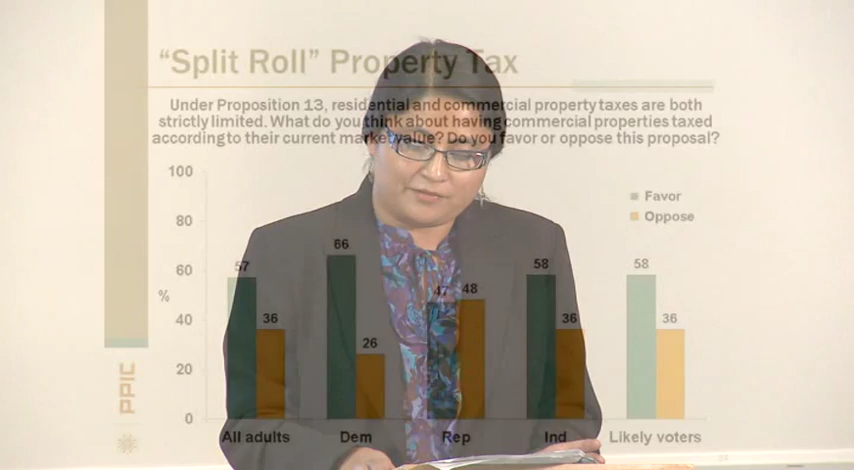 “Split Roll” Property Tax
Under Proposition 13, residential and commercial property taxes are both
strictly limited. What do you think about having commercial properties taxed
according to their current market value? Do you favor or oppose this proposal?
100
80
60
40
20
0
%
Favor
Oppose
57
36
66
26
47
48
58
36
58
36
All adults
Dem
Rep
Ind
Likely voters
PPIC